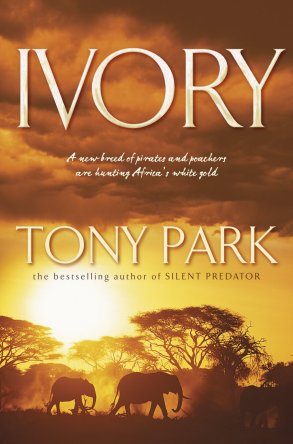 IVORY
A new breed of pirates and poachers
are hunting Africa's white gold
TONY PARK
the bestselling author of SILENT PREDATOR